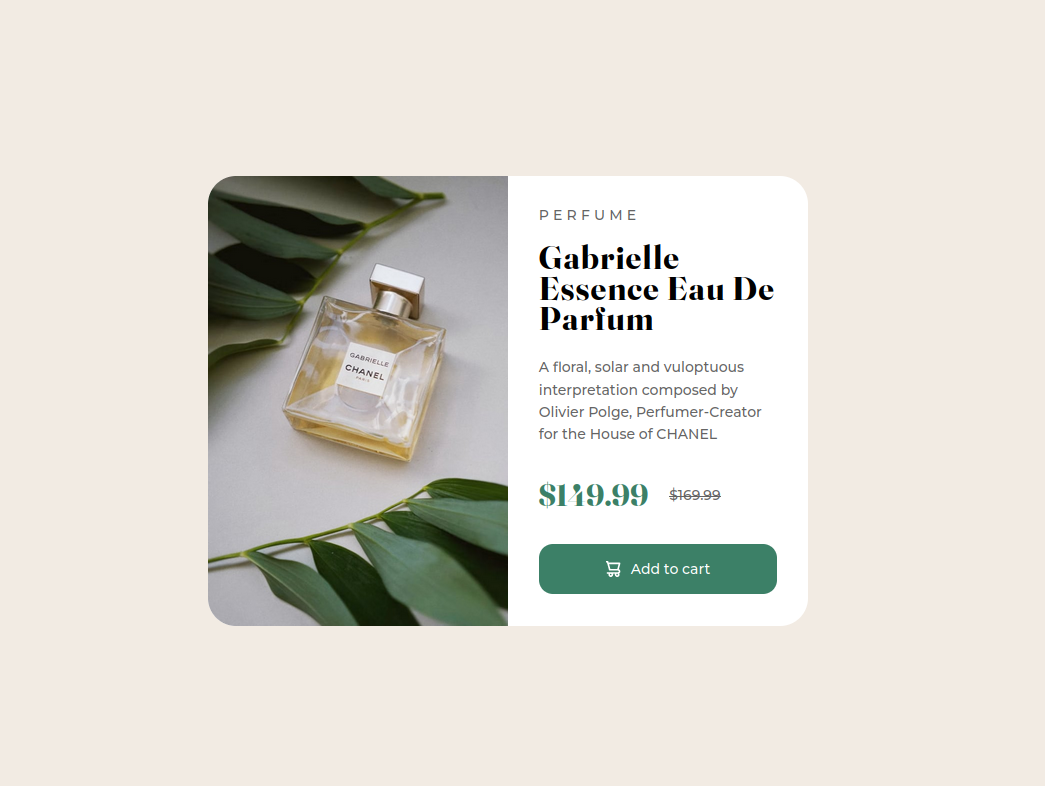 GABRIELLE
CHANEL
PARIS
PERFUME
Gabrielle
Essence Eau De
Parfum
A floral, solar and vuloptuous
interpretation composed by
Olivier Polge, Perfumer-Creator
for the House of CHANEL
$149.99 $169.99
Add to cart